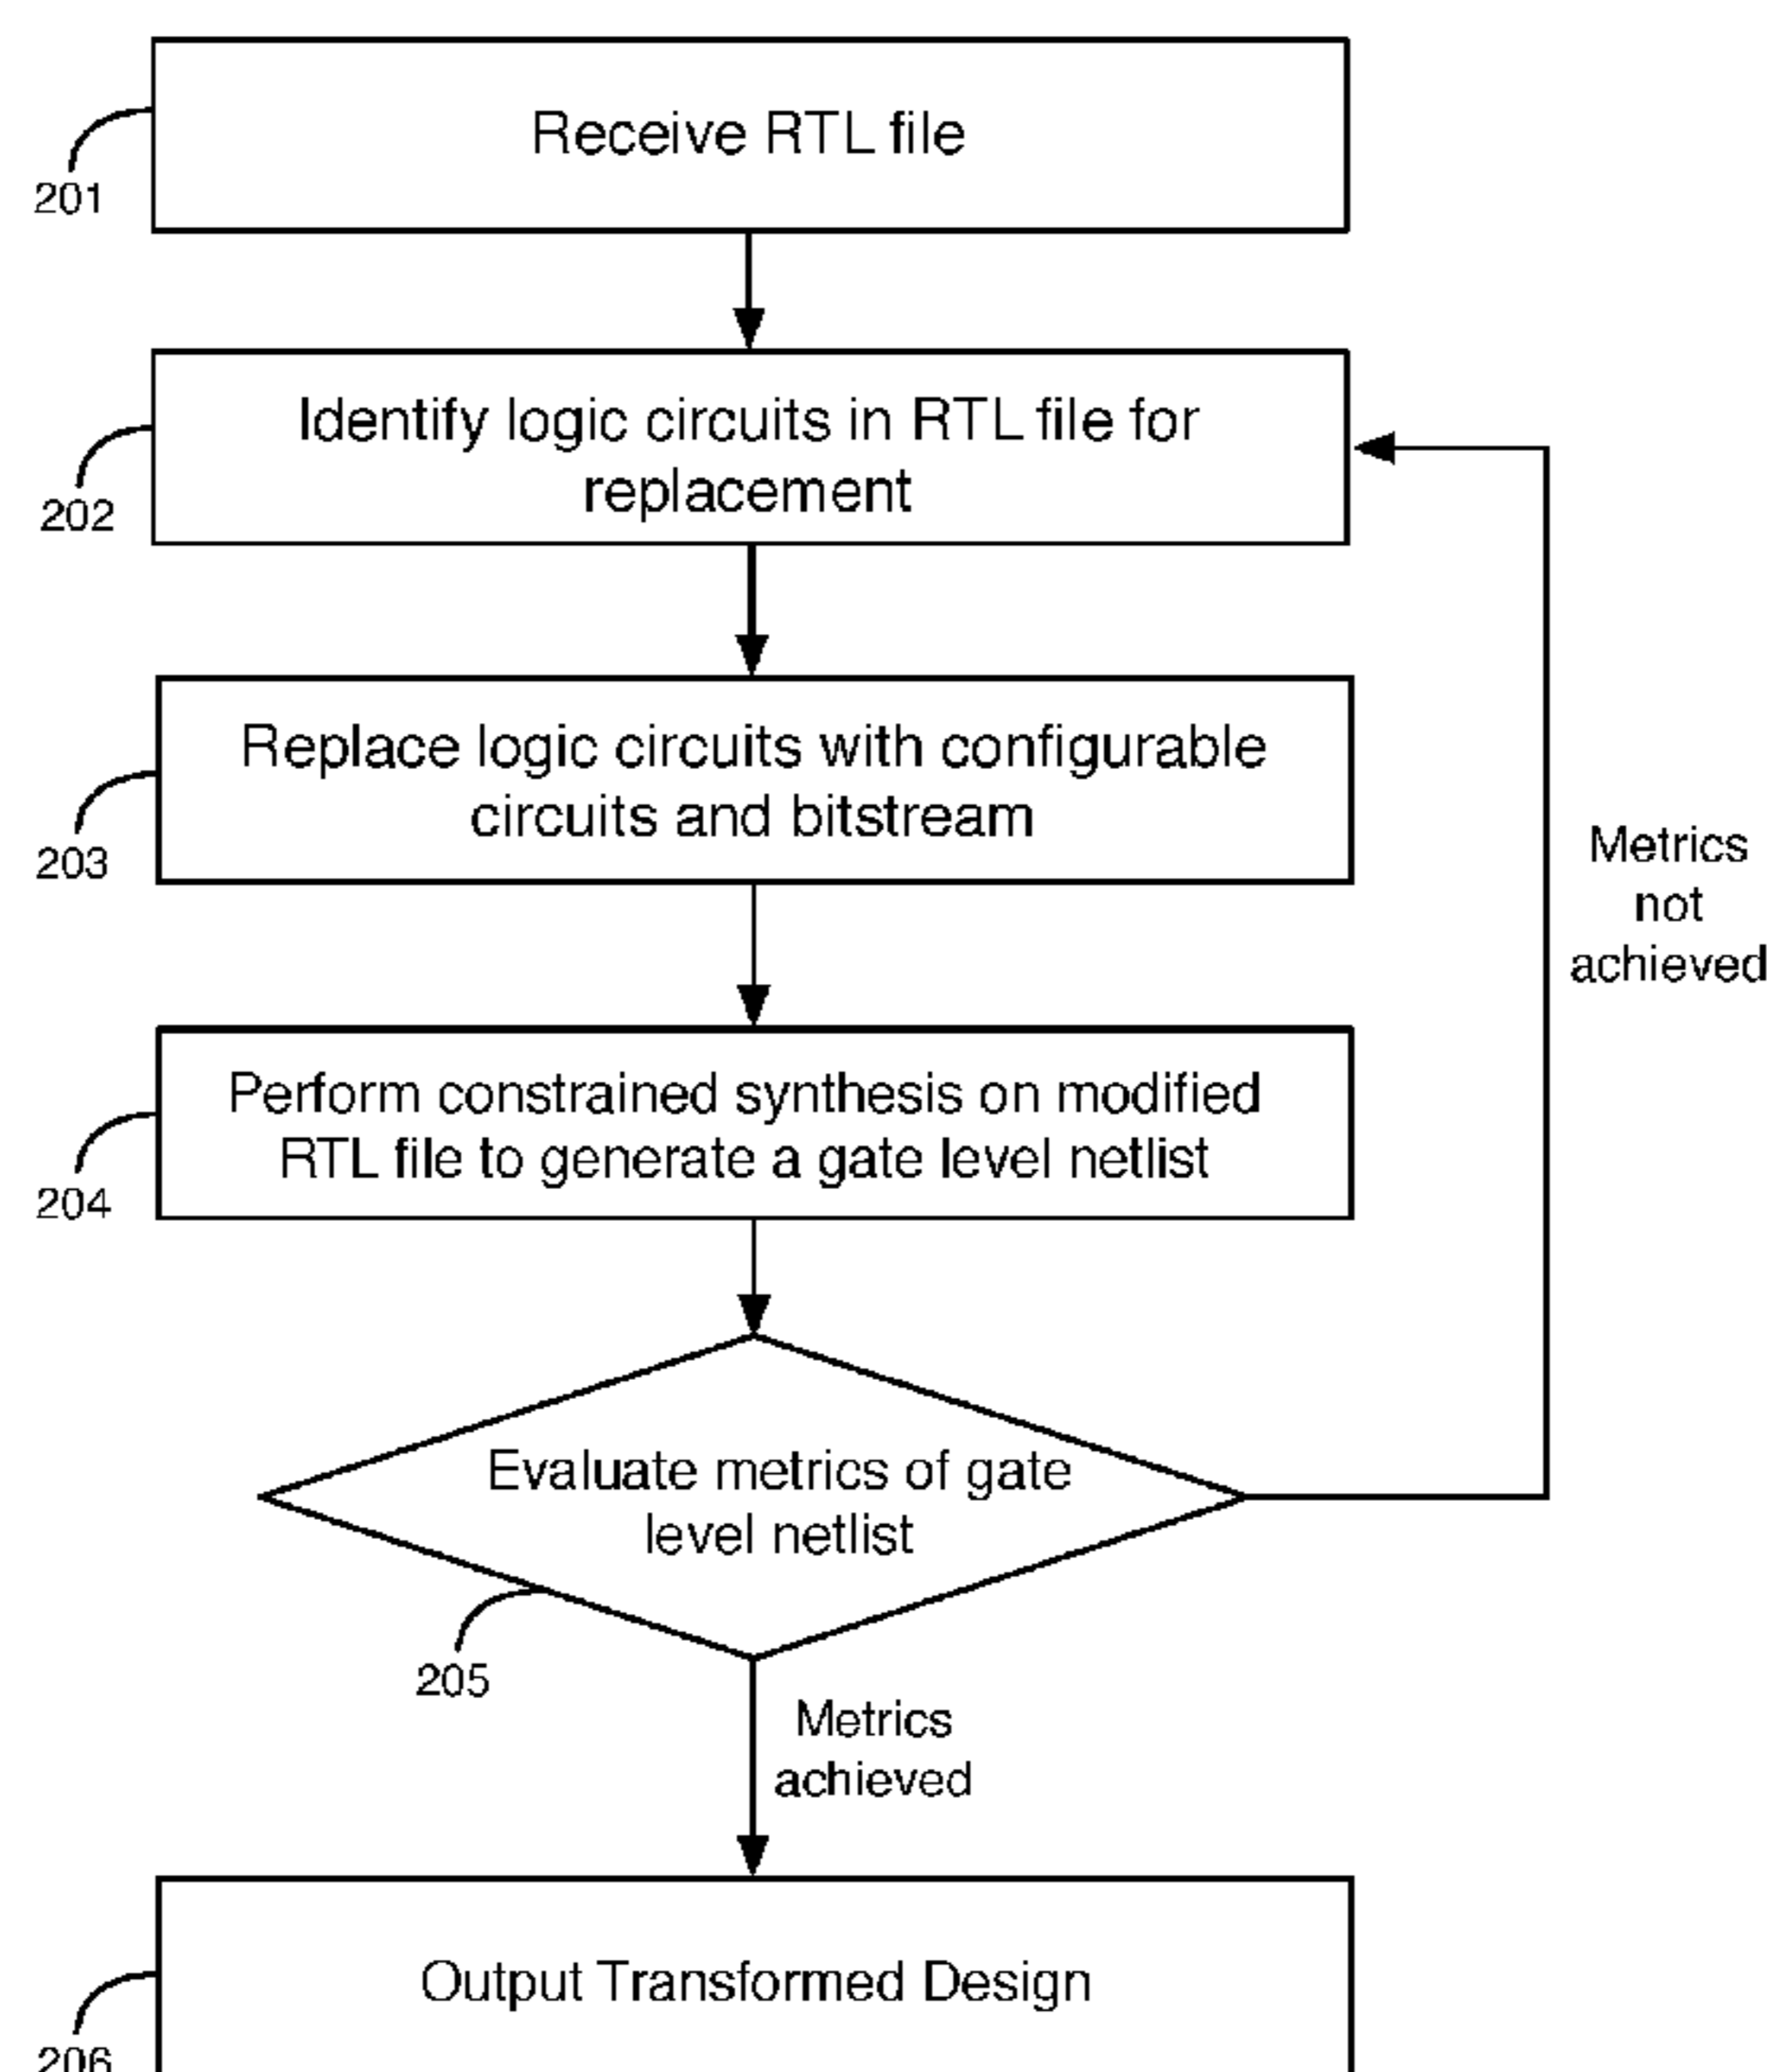 Receive RTL file
201
Identify logic circuits in RTL file for
replacement
202
Replace logic circuits with configurable
circuits and bitstream
203
Metrics
not
achieved
Perform constrained synthesis on modified
RTL file to generate a gate level netlist
204
Evaluate metrics of gate
level netlist
205
Metrics
achieved
Output Transformed Design
206